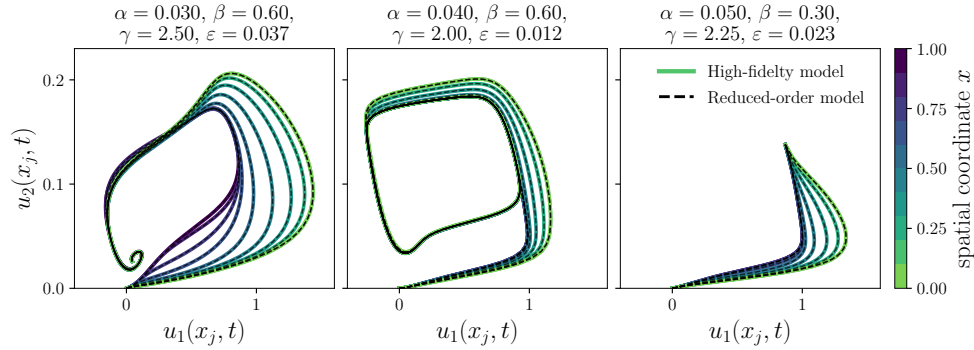 α = 0.030, β = 0.60,
γ = 2.50, ε = 0.037
α = 0.040, β = 0.60,
γ = 2.00, ε = 0.012
α = 0.050, β = 0.30,
γ = 2.25, ε = 0.023
High-fidelty model
Reduced-order model
u₂(xⱼ, t)
0.2
0.1
0.0
0 1
u₁(xⱼ, t)
0 1
u₁(xⱼ, t)
0 1
u₁(xⱼ, t)
1.00
0.75
0.50
0.25
0.00
spatial coordinate x